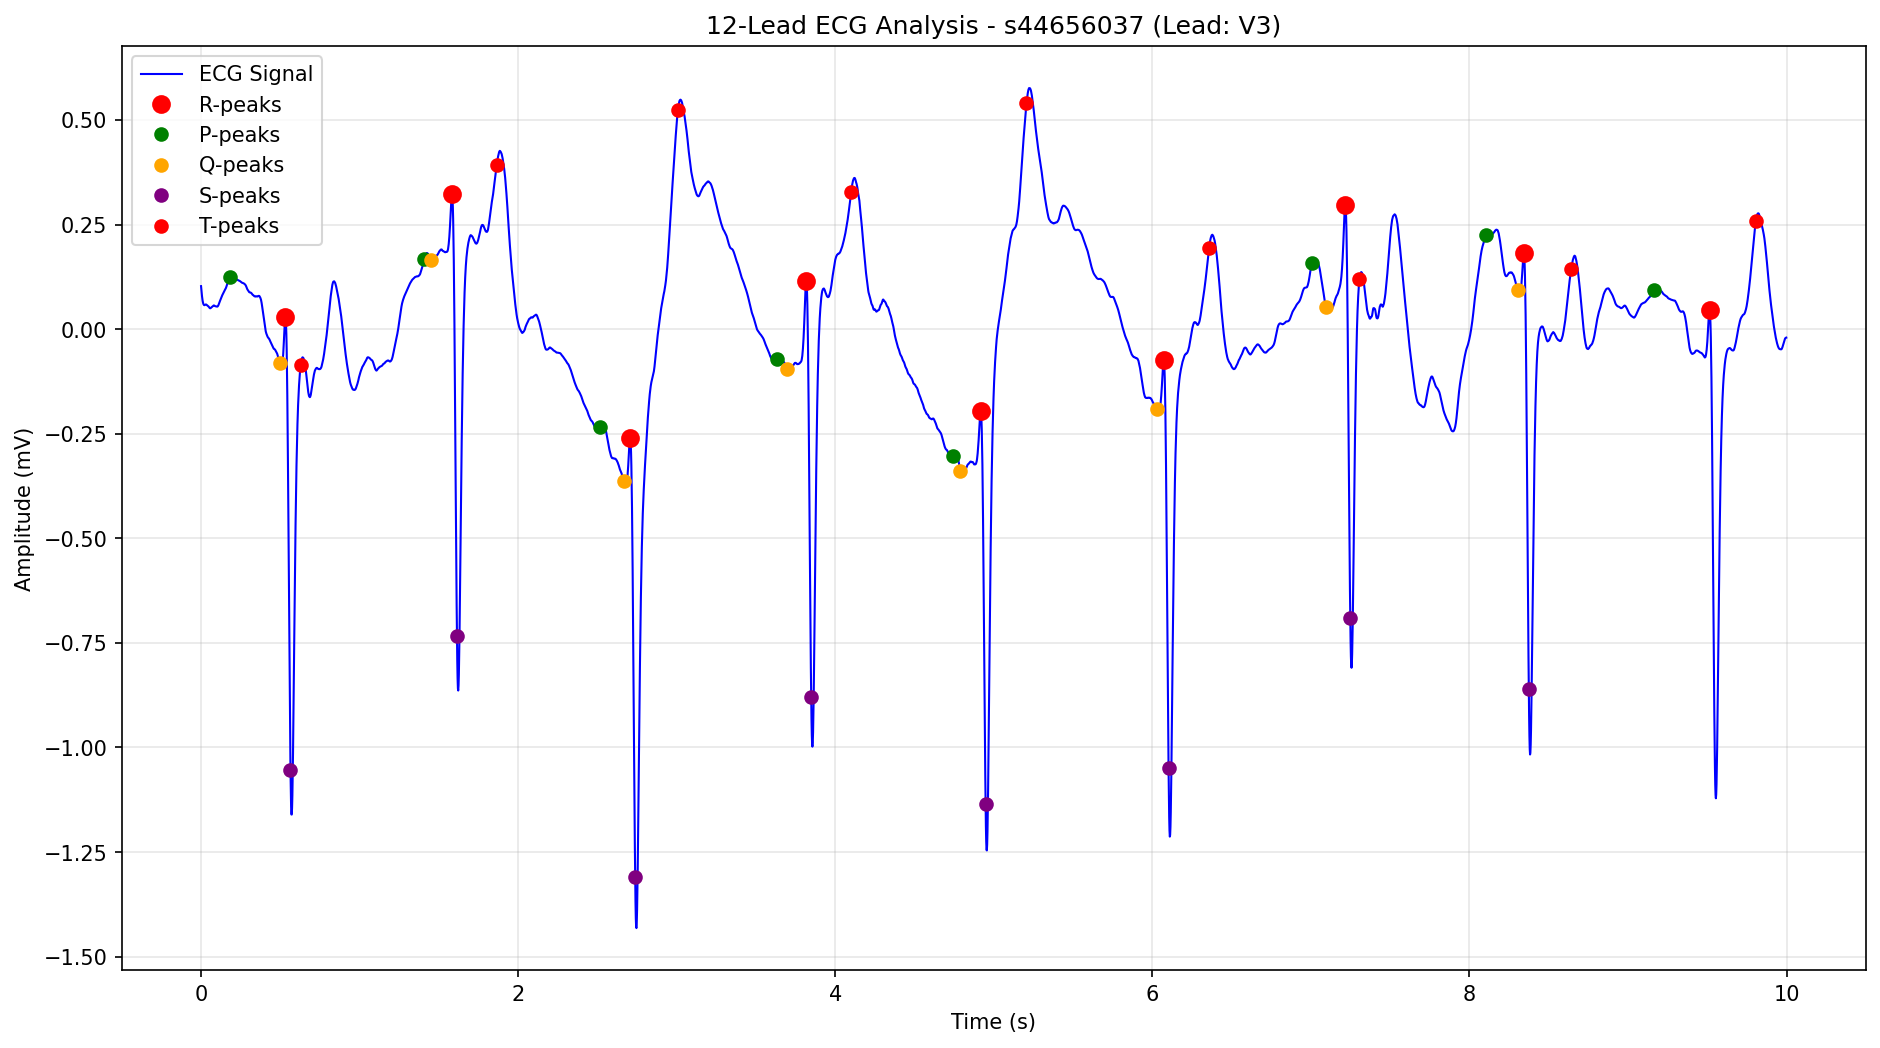 12-Lead ECG Analysis - s44656037 (Lead: V3)
ECG Signal
R-peaks
P-peaks
Q-peaks
S-peaks
T-peaks
0.50
0.25
0.00
−0.25
−0.50
−0.75
−1.00
−1.25
−1.50
Amplitude (mV)
0 2 4 6 8 10
Time (s)